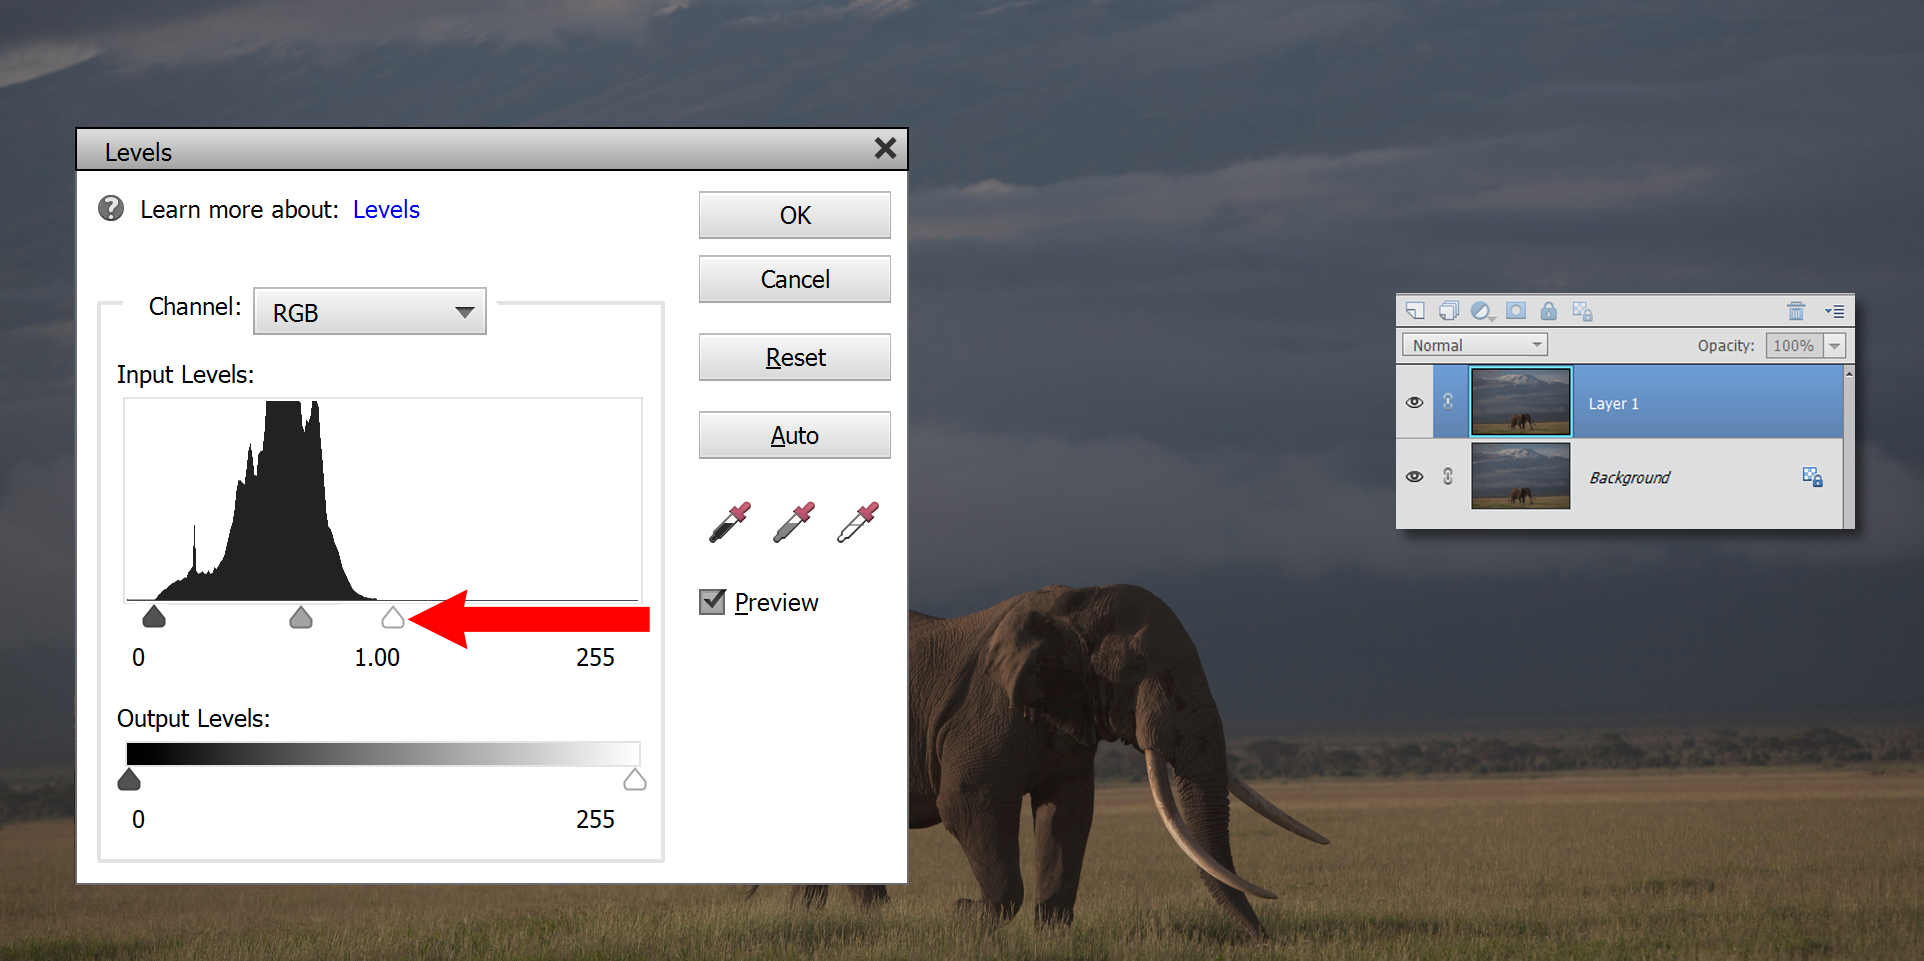 Levels
Learn more about: Levels
OK
Cancel
Channel: RGB
Reset
Input Levels:
Auto
Preview
0 1.00 255
Output Levels:
0 255
Normal Opacity: 100%
Layer 1
Background